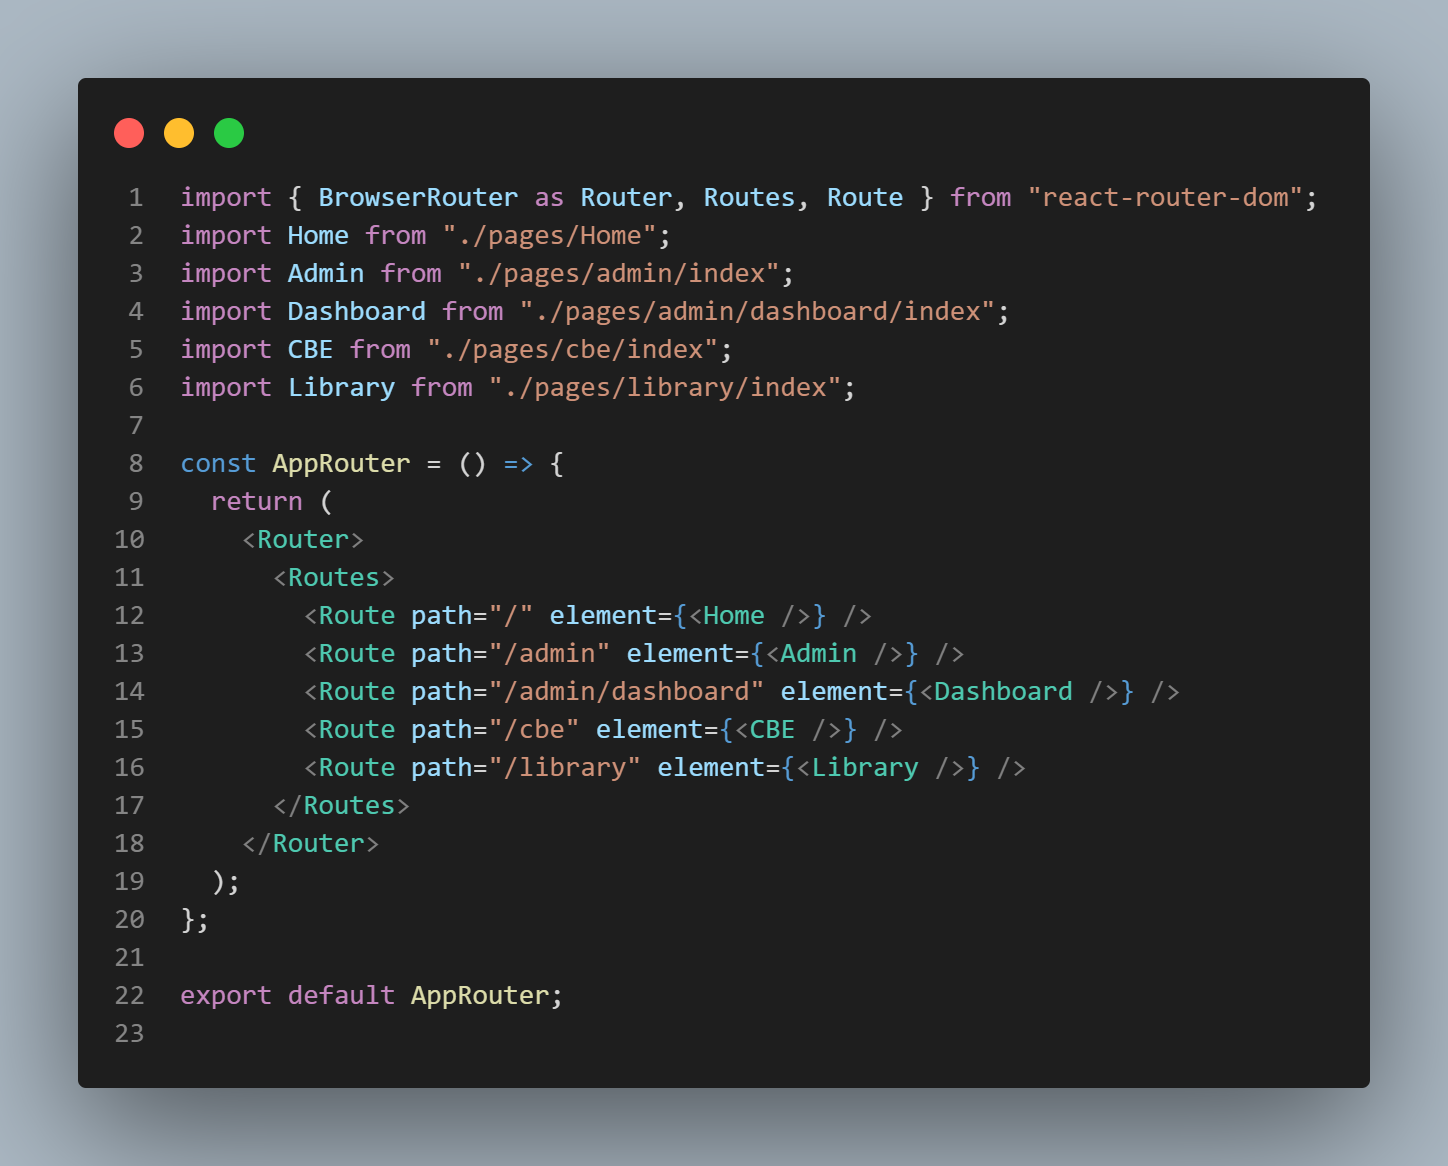 1 import { BrowserRouter as Router, Routes, Route } from "react-router-dom";
2 import Home from "./pages/Home";
3 import Admin from "./pages/admin/index";
4 import Dashboard from "./pages/admin/dashboard/index";
5 import CBE from "./pages/cbe/index";
6 import Library from "./pages/library/index";
7
8 const AppRouter = () => {
9   return (
10     <Router>
11       <Routes>
12         <Route path="/" element={<Home />} />
13         <Route path="/admin" element={<Admin />} />
14         <Route path="/admin/dashboard" element={<Dashboard />} />
15         <Route path="/cbe" element={<CBE />} />
16         <Route path="/library" element={<Library />} />
17       </Routes>
18     </Router>
19   );
20 };
21
22 export default AppRouter;
23